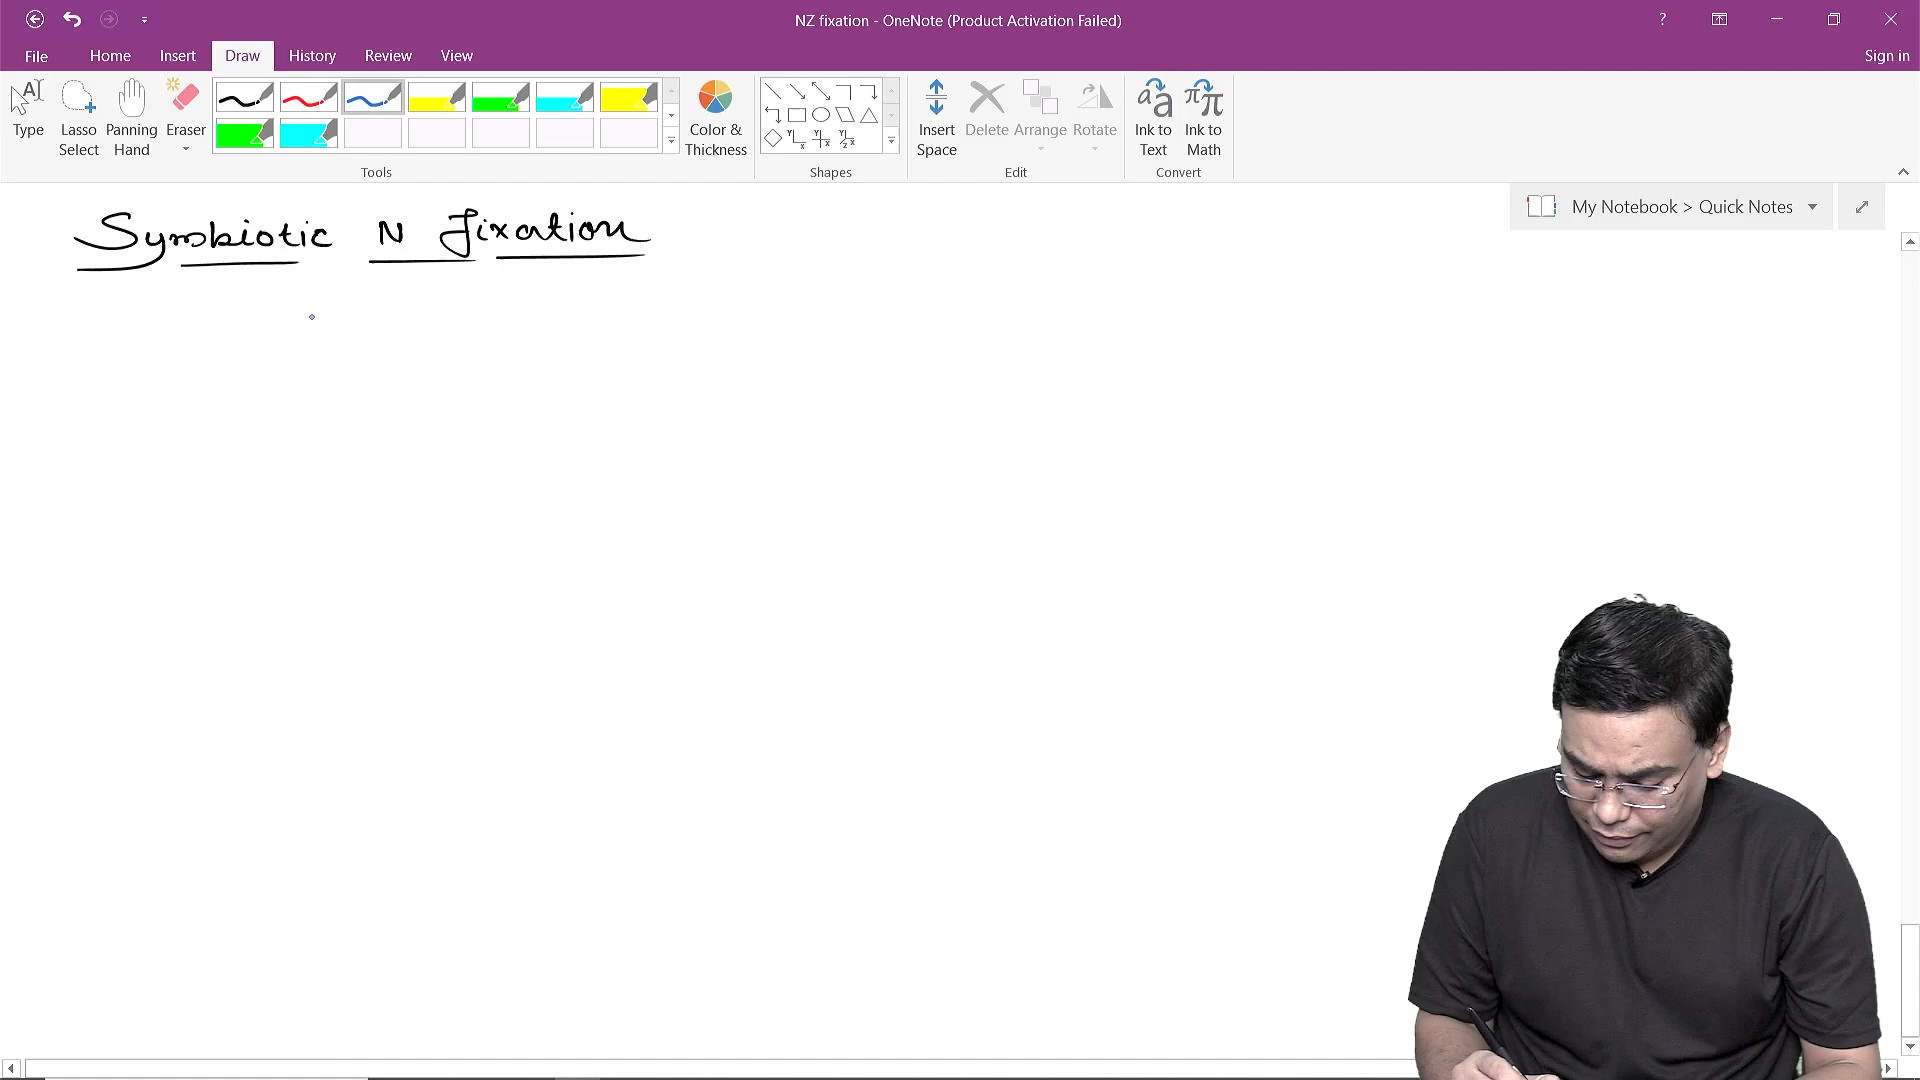 NZ fixation - OneNote (Product Activation Failed)
?
File Home Insert Draw History Review View
Sign in
Type
Lasso Select
Panning Hand
Eraser
Color & Thickness
Insert Space
Delete
Arrange
Rotate
Ink to Text
Ink to Math
Tools
Shapes
Edit
Convert
My Notebook > Quick Notes
Symbiotic N Fixation